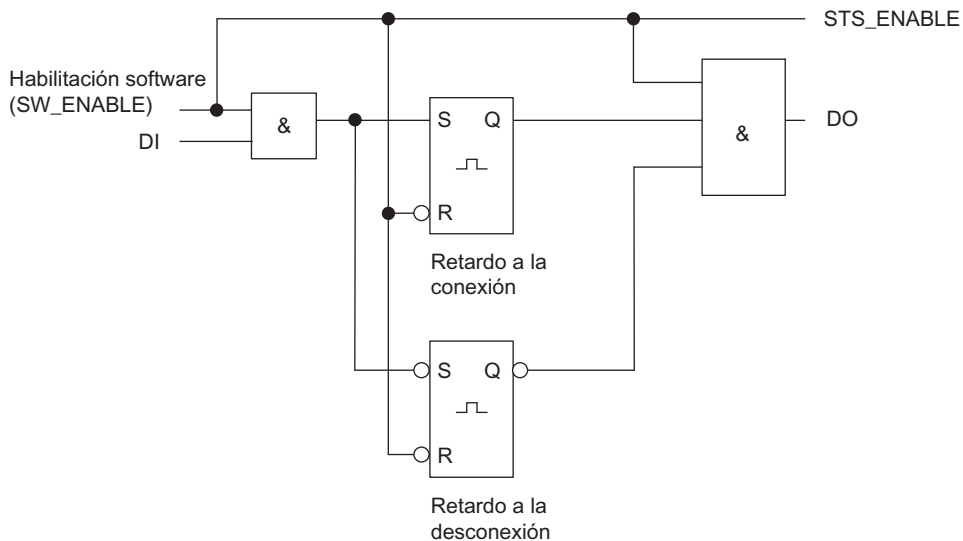 STS_ENABLE
Habilitación software
(SW_ENABLE)
DI
&
S Q
R
&
DO
Retardo a la
conexión
S Q
R
Retardo a la
desconexión